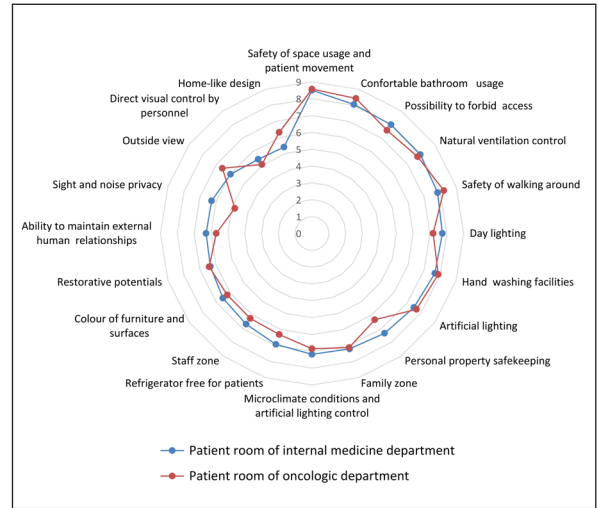 Safety of space usage and
patient movement
Home-like design
Confortable bathroom usage
Direct visual control by
personnel
Possibility to forbid access
Outside view
Natural ventilation control
Sight and noise privacy
Safety of walking around
Ability to maintain external
human relationships
Day lighting
Restorative potentials
Hand washing facilities
Colour of furniture and
surfaces
Artificial lighting
Staff zone
Personal property safekeeping
Refrigerator free for patients
Family zone
Microclimate conditions and
artificial lighting control
9
8
7
6
5
4
3
2
1
0
Patient room of internal medicine department
Patient room of oncologic department